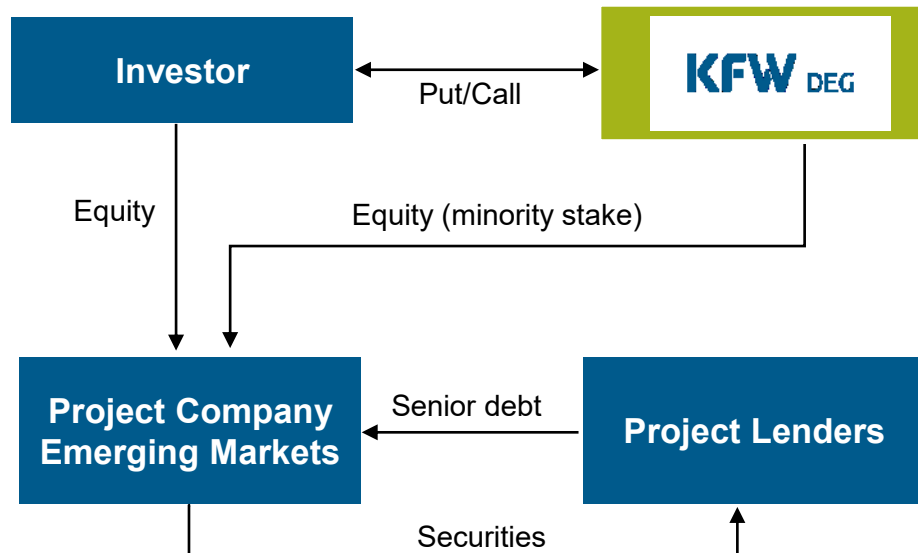 Investor
Put/Call
KFW DEG
Equity
Equity (minority stake)
Project Company
Emerging Markets
Senior debt
Project Lenders
Securities